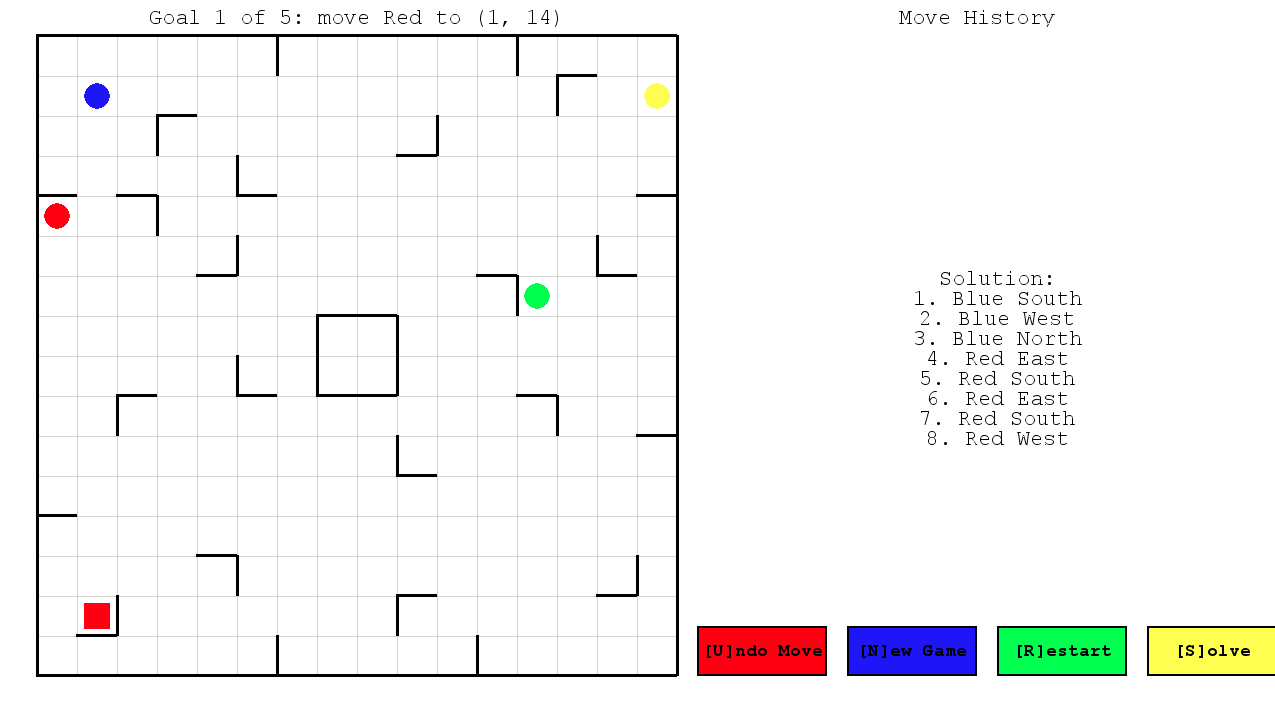 Goal 1 of 5: move Red to (1, 14)
Move History
Solution:
1. Blue South
2. Blue West
3. Blue North
4. Red East
5. Red South
6. Red East
7. Red South
8. Red West
[U]ndo Move
[N]ew Game
[R]estart
[S]olve